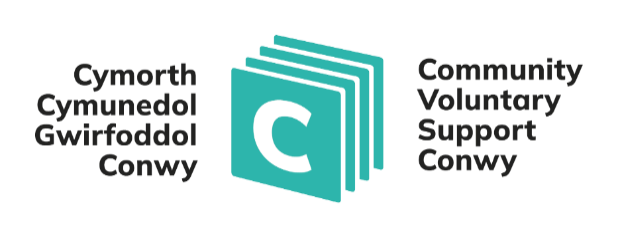 Cymorth
Cymunedol
Gwirfoddol
Conwy
C
Community
Voluntary
Support
Conwy